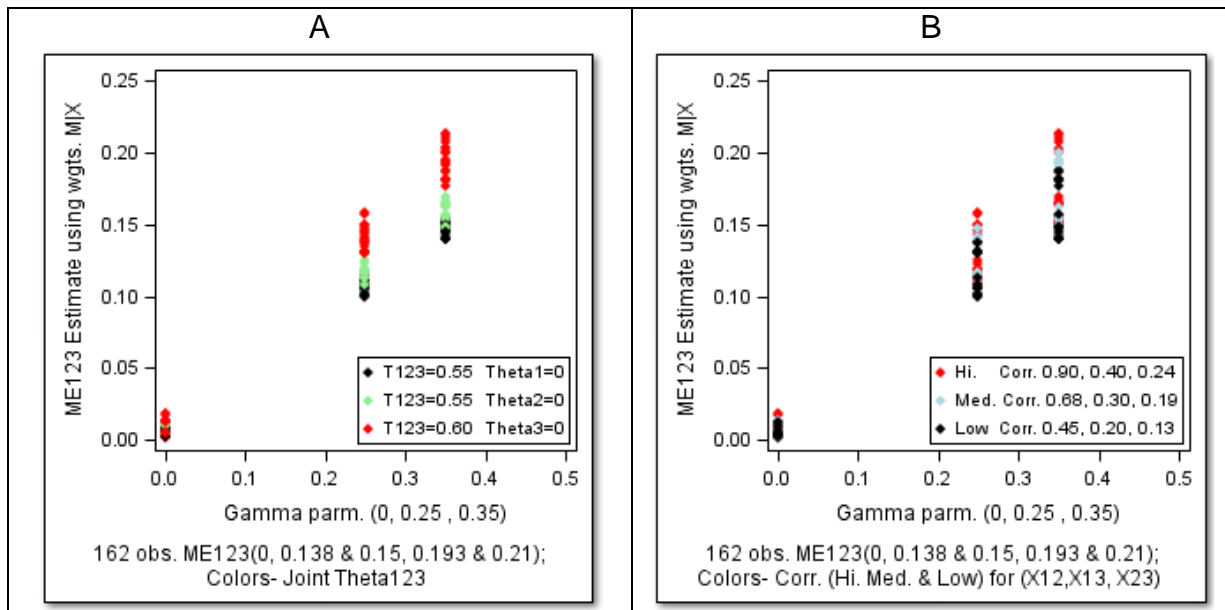 A
ME123 Estimate using wgts. M|X
0.25
0.20
0.15
0.10
0.05
0.00
0.0 0.1 0.2 0.3 0.4 0.5
T123=0.55 Theta1=0
T123=0.55 Theta2=0
T123=0.60 Theta3=0
Gamma parm. (0, 0.25 , 0.35)
162 obs. ME123(0, 0.138 & 0.15, 0.193 & 0.21);
Colors- Joint Theta123
B
ME123 Estimate using wgts. M|X
0.25
0.20
0.15
0.10
0.05
0.00
0.0 0.1 0.2 0.3 0.4 0.5
Hi. Corr. 0.90, 0.40, 0.24
Med. Corr. 0.68, 0.30, 0.19
Low Corr. 0.45, 0.20, 0.13
Gamma parm. (0, 0.25 , 0.35)
162 obs. ME123(0, 0.138 & 0.15, 0.193 & 0.21);
Colors- Corr. (Hi. Med. & Low) for (X12,X13, X23)